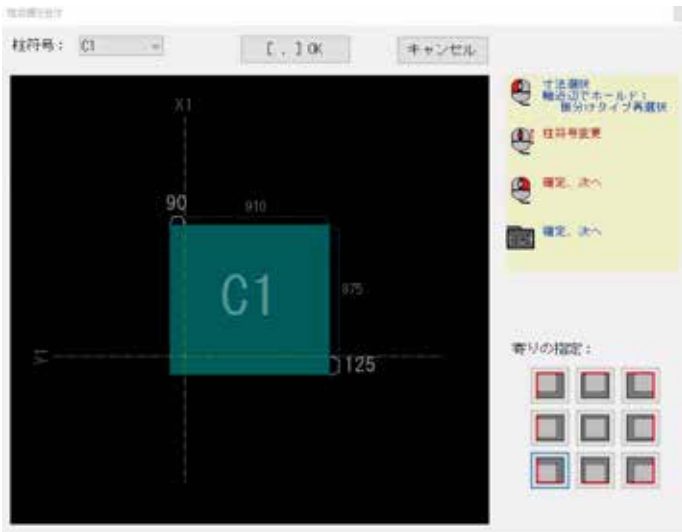 柱符号： C1
[ . ] OK
キャンセル
X1
90
910
C1
975
Y1
125
寸法選択
軸近辺でホールド：
振分けタイプ再選択
柱符号変更
確定、次へ
確定、次へ
寄りの指定：